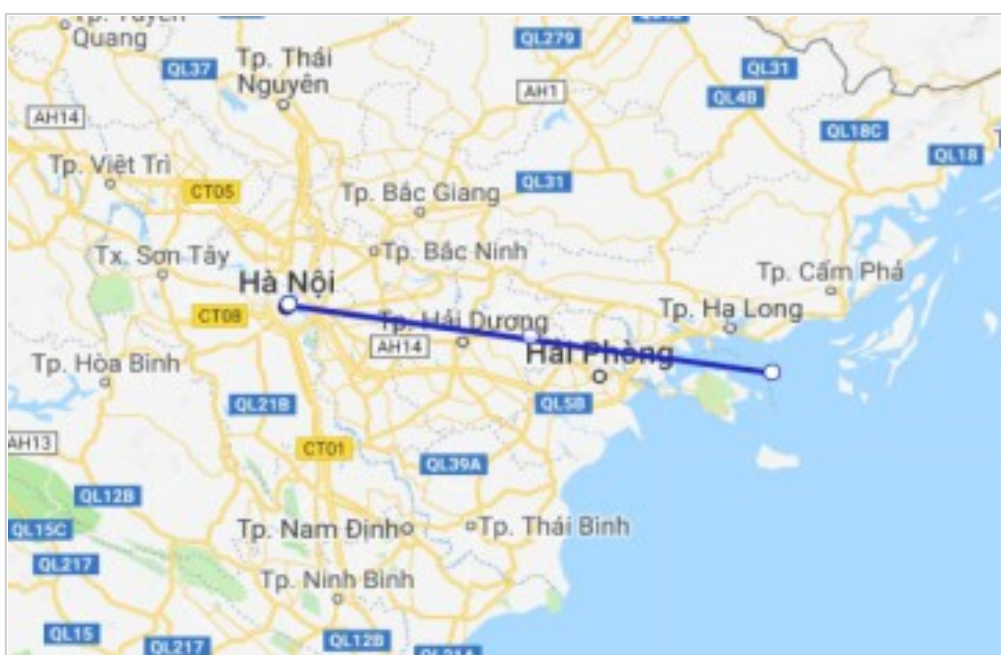 Tp. Tuyên
Quang
QL279
QL37
Tp. Thái
Nguyên
QL31
AH1
QL4B
AH14
QL18C
Tp. Việt Trì
QL18
CT05
Tp. Bắc Giang
QL31
Tx. Sơn Tây
Tp. Bắc Ninh
Hà Nội
Tp. Cẩm Phả
CT08
Tp. Hải Dương
Tp. Hạ Long
AH14
Hải Phòng
Tp. Hòa Bình
QL21B
QL5B
AH13
CT01
QL39A
QL12B
QL15C
Tp. Nam Định
Tp. Thái Bình
QL217
Tp. Ninh Bình
QL15
QL217
QL12B
QL21A